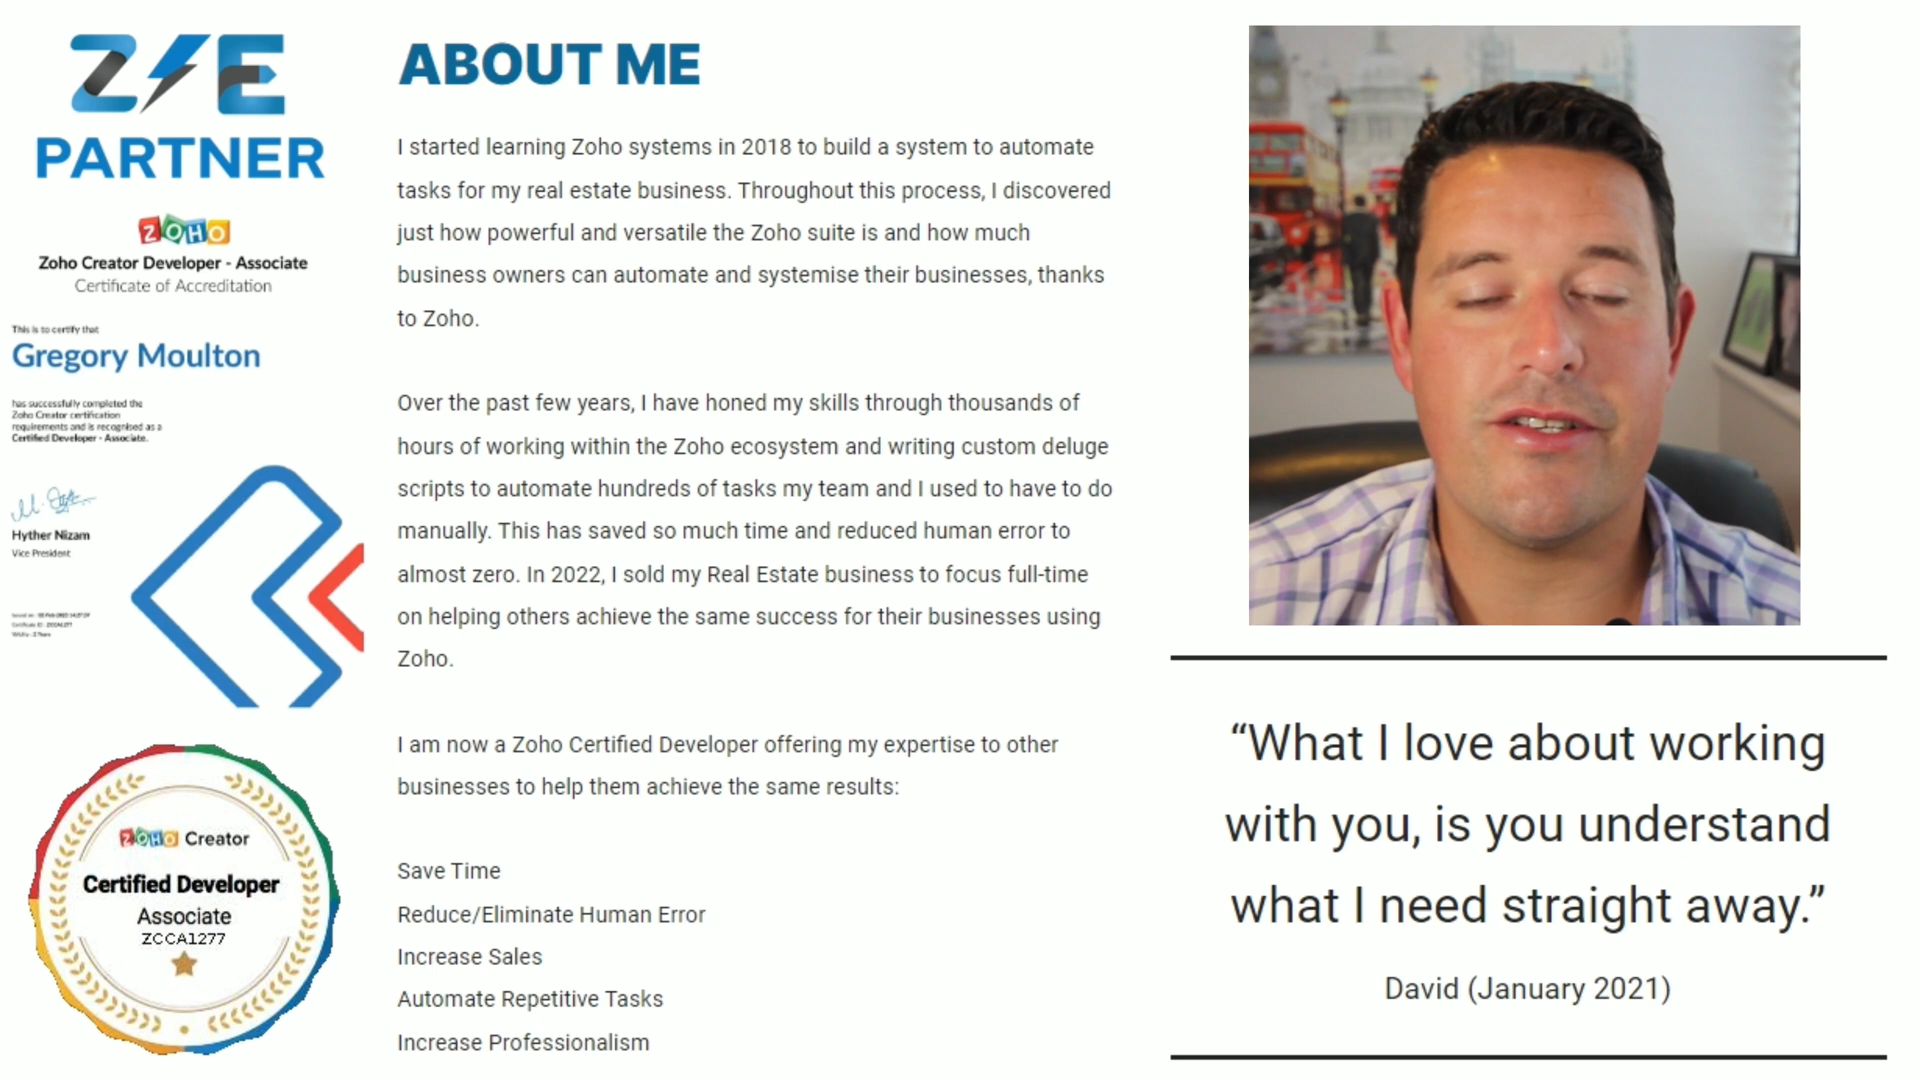 Z E
PARTNER
ZOHO
Zoho Creator Developer - Associate
Certificate of Accreditation
This is to certify that
Gregory Moulton
has successfully completed the
Zoho Creator certification
requirements and is recognised as a
Certified Developer - Associate.
Hyther Nizam
Vice President
ZOHO Creator
Certified Developer
Associate
ZCCA1277
ABOUT ME
I started learning Zoho systems in 2018 to build a system to automate
tasks for my real estate business. Throughout this process, I discovered
just how powerful and versatile the Zoho suite is and how much
business owners can automate and systemise their businesses, thanks
to Zoho.
Over the past few years, I have honed my skills through thousands of
hours of working within the Zoho ecosystem and writing custom deluge
scripts to automate hundreds of tasks my team and I used to have to do
manually. This has saved so much time and reduced human error to
almost zero. In 2022, I sold my Real Estate business to focus full-time
on helping others achieve the same success for their businesses using
Zoho.
I am now a Zoho Certified Developer offering my expertise to other
businesses to help them achieve the same results:
Save Time
Reduce/Eliminate Human Error
Increase Sales
Automate Repetitive Tasks
Increase Professionalism
“What I love about working
with you, is you understand
what I need straight away.”
David (January 2021)